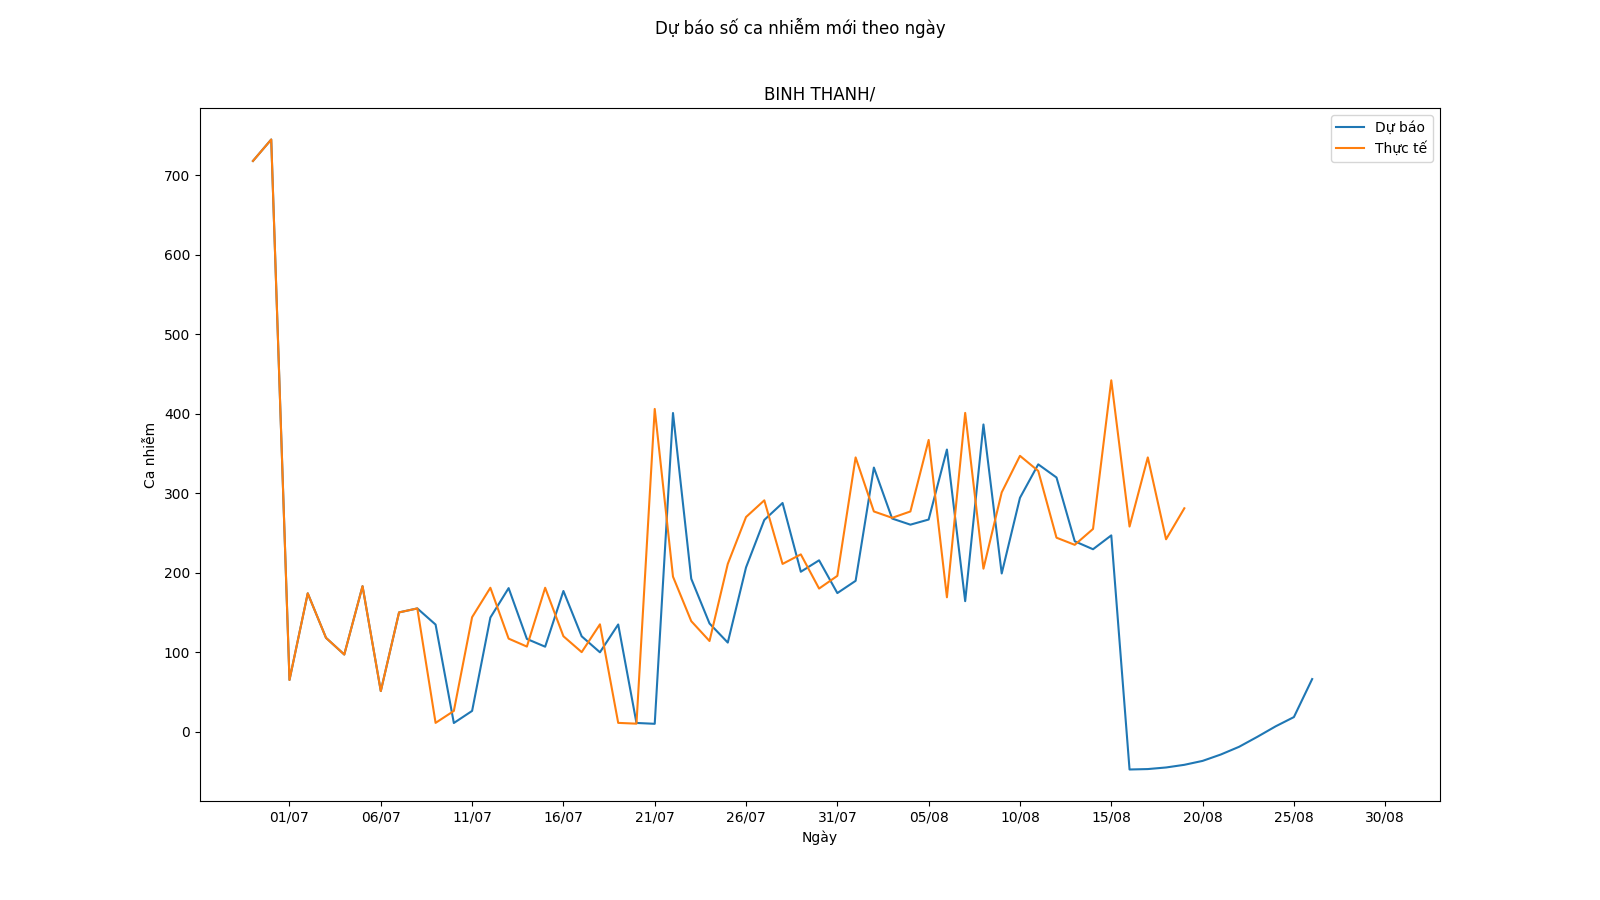 Dự báo số ca nhiễm mới theo ngày
BINH THANH/
Dự báo
Thực tế
700
600
500
400
300
200
100
0
Ca nhiễm
01/07 06/07 11/07 16/07 21/07 26/07 31/07 05/08 10/08 15/08 20/08 25/08 30/08
Ngày